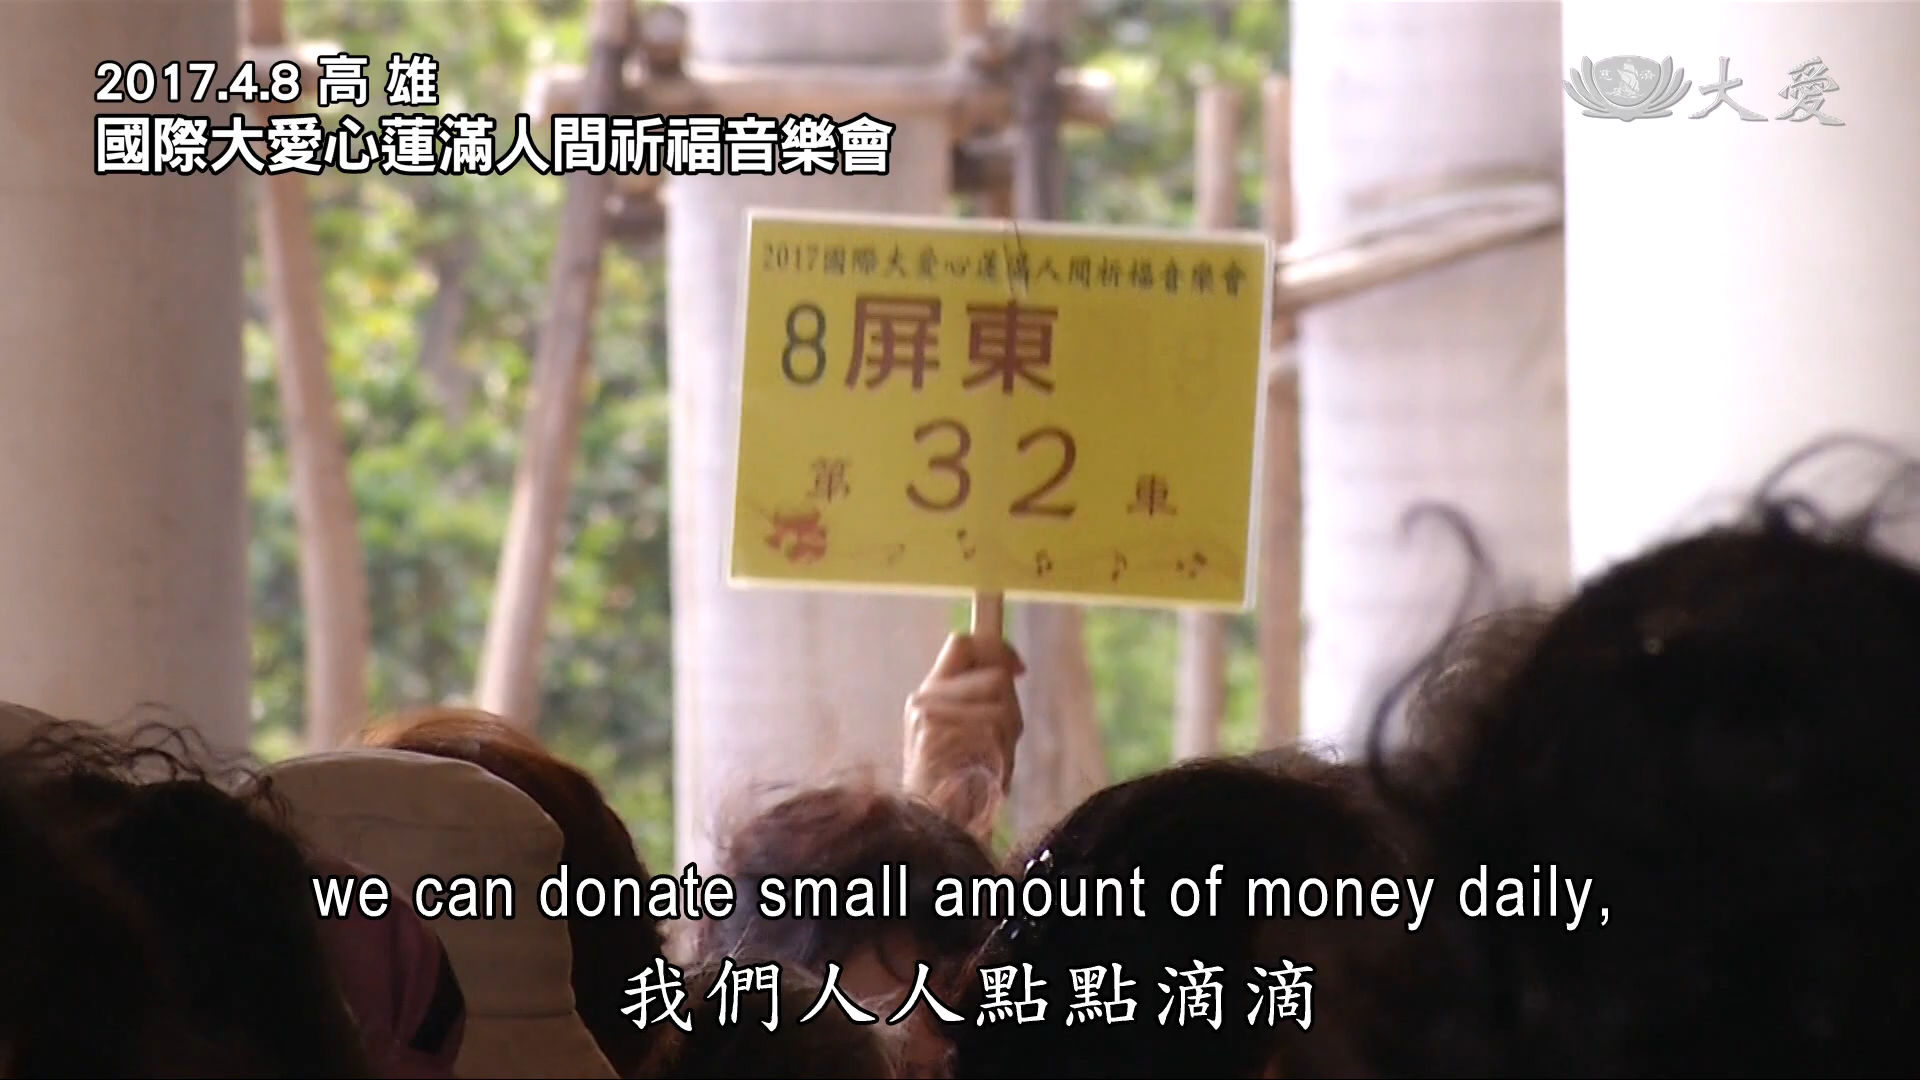 2017.4.8 高雄
國際大愛心蓮滿人間祈福音樂會
大愛
2017國際大愛心蓮滿人間祈福音樂會
8屏東
第 32 車
we can donate small amount of money daily,
我們人人點點滴滴